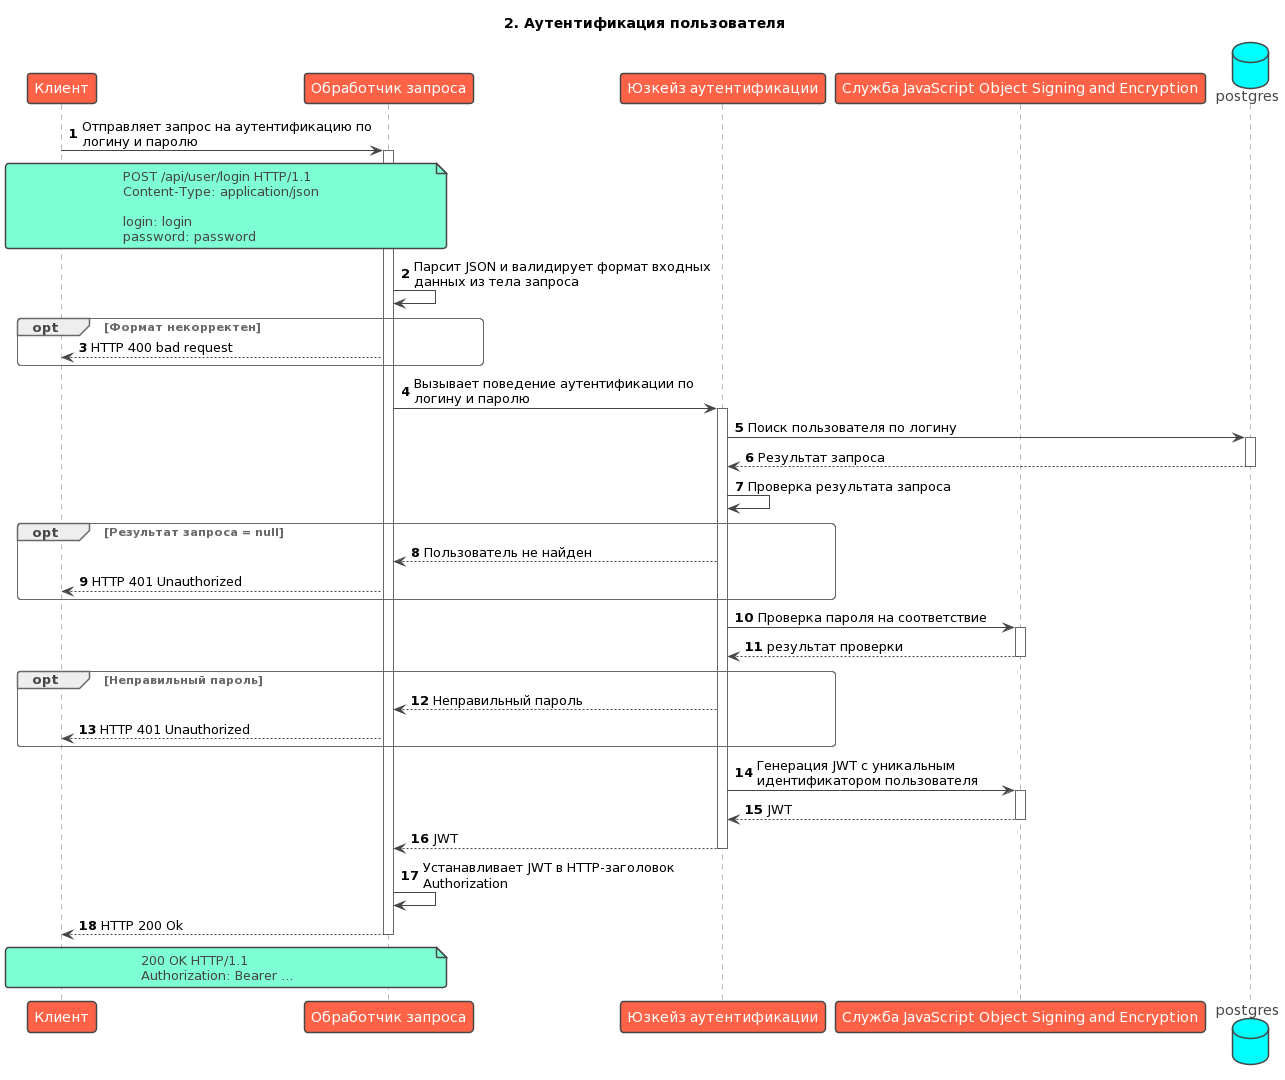 2. Аутентификация пользователя
Клиент
Обработчик запроса
Юзкейз аутентификации
Служба JavaScript Object Signing and Encryption
postgres
1 Отправляет запрос на аутентификацию по
логину и паролю
POST /api/user/login HTTP/1.1
Content-Type: application/json
login: login
password: password
2 Парсит JSON и валидирует формат входных
данных из тела запроса
opt [Формат некорректен]
3 HTTP 400 bad request
4 Вызывает поведение аутентификации по
логину и паролю
5 Поиск пользователя по логину
6 Результат запроса
7 Проверка результата запроса
opt [Результат запроса = null]
8 Пользователь не найден
9 HTTP 401 Unauthorized
10 Проверка пароля на соответствие
11 результат проверки
opt [Неправильный пароль]
12 Неправильный пароль
13 HTTP 401 Unauthorized
14 Генерация JWT с уникальным
идентификатором пользователя
15 JWT
16 JWT
17 Устанавливает JWT в HTTP-заголовок
Authorization
18 HTTP 200 Ok
200 OK HTTP/1.1
Authorization: Bearer ...
Клиент
Обработчик запроса
Юзкейз аутентификации
Служба JavaScript Object Signing and Encryption
postgres